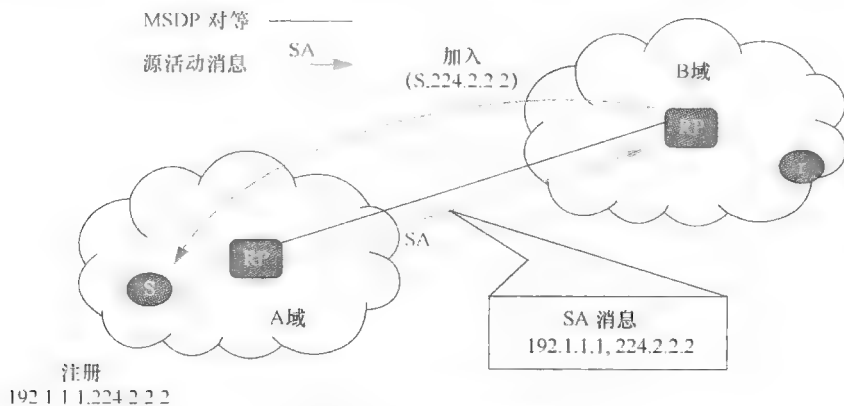 MSDP 对等
源活动消息 SA
加入
(S,224.2.2.2)
B域
RP
SA
RP
S
A域
SA 消息
192.1.1.1, 224.2.2.2
注册
192.1.1.1,224.2.2.2